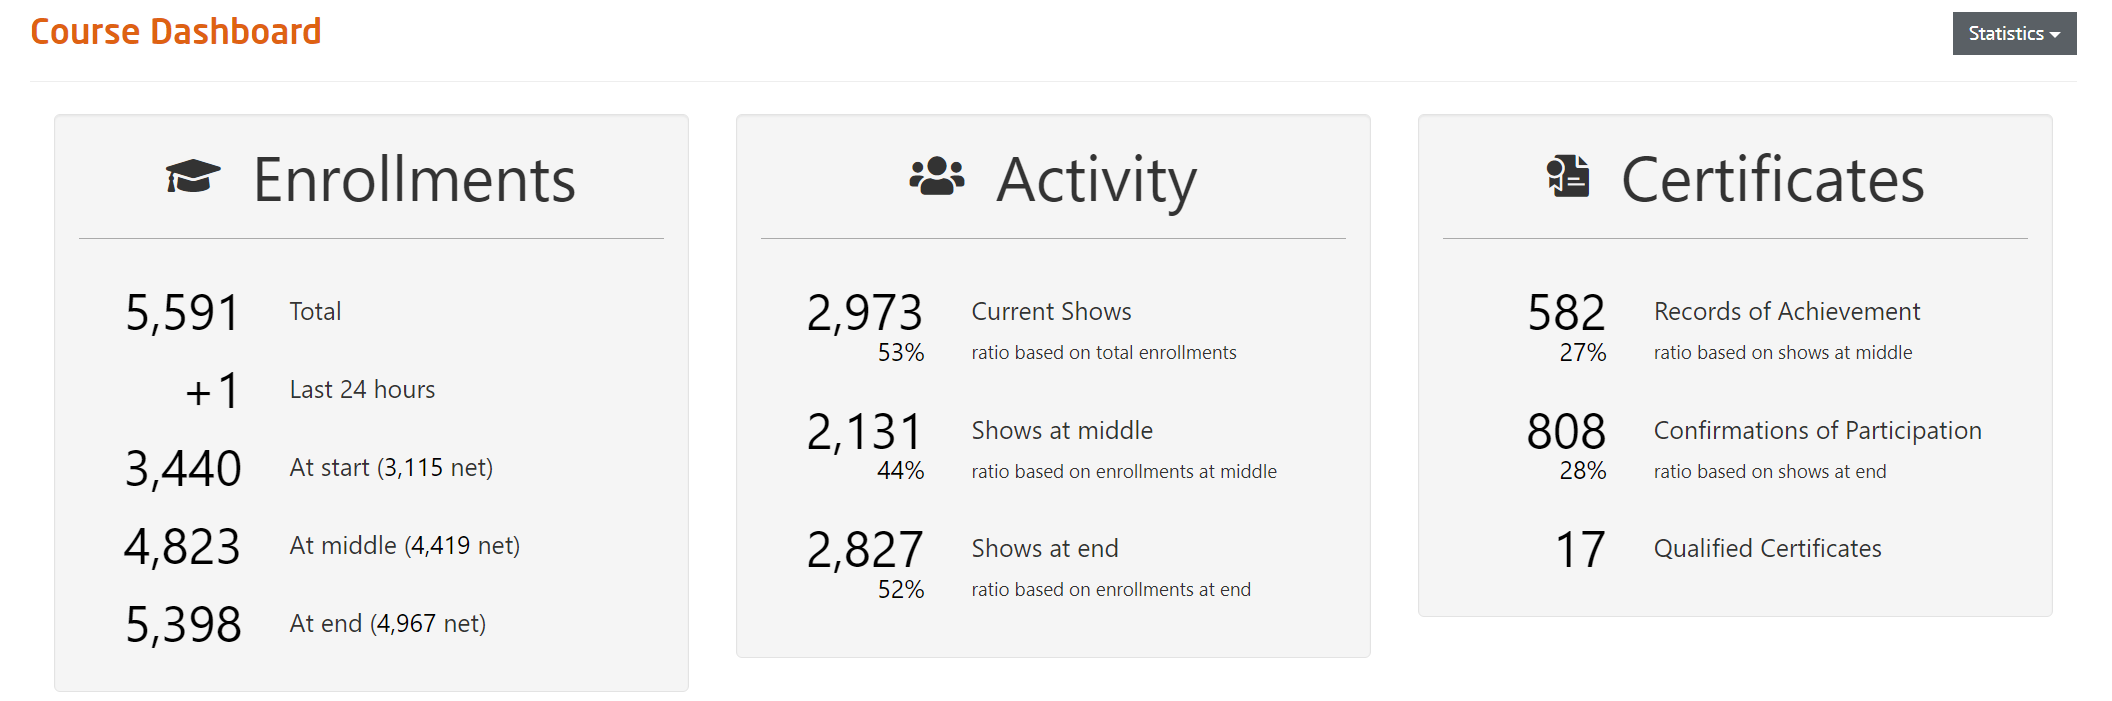 Course Dashboard
Statistics
Enrollments
5,591 Total
+1 Last 24 hours
3,440 At start (3,115 net)
4,823 At middle (4,419 net)
5,398 At end (4,967 net)
Activity
2,973 Current Shows
53% ratio based on total enrollments
2,131 Shows at middle
44% ratio based on enrollments at middle
2,827 Shows at end
52% ratio based on enrollments at end
Certificates
582 Records of Achievement
27% ratio based on shows at middle
808 Confirmations of Participation
28% ratio based on shows at end
17 Qualified Certificates